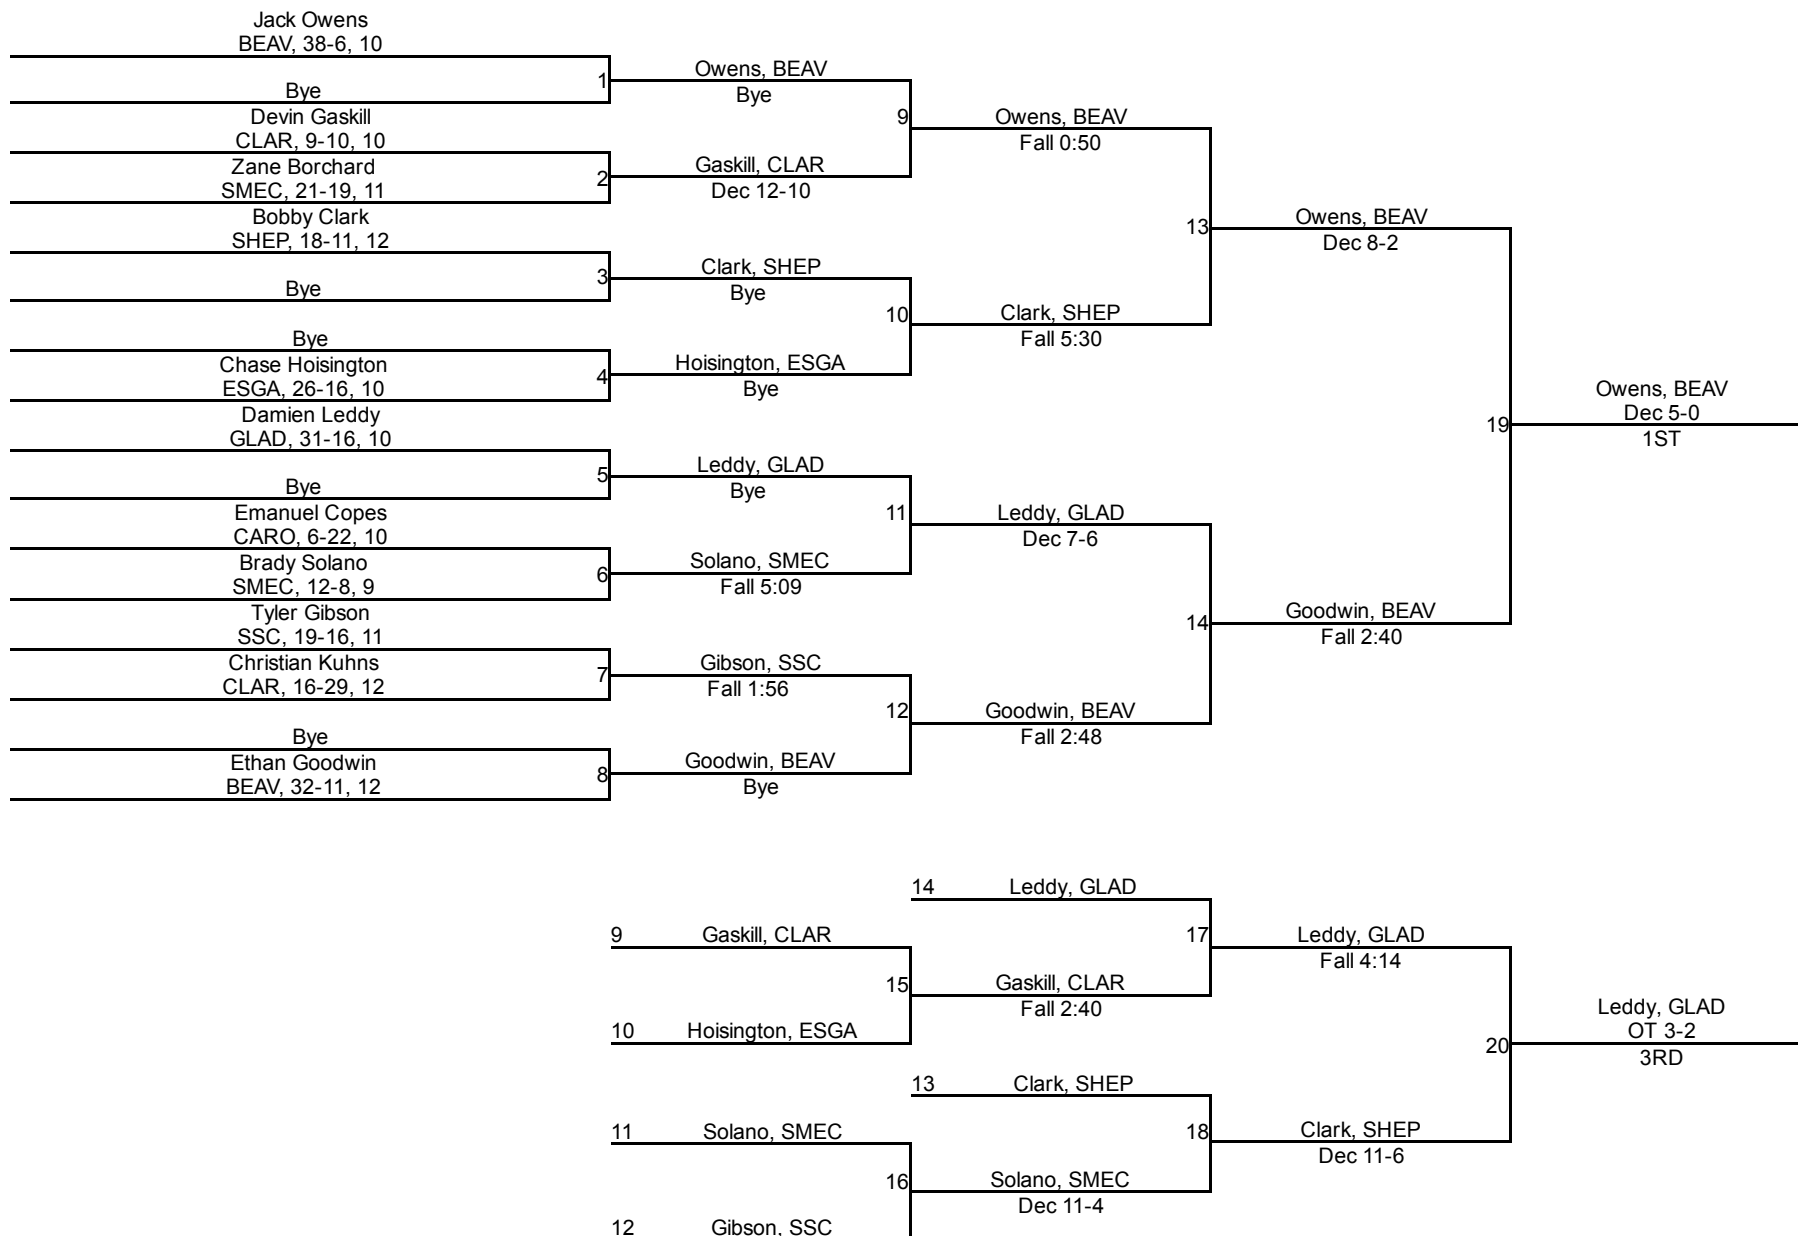 Jack Owens
BEAV, 38-6, 10
Bye
1
Owens, BEAV
Bye
Devin Gaskill
CLAR, 9-10, 10
Zane Borchard
SMEC, 21-19, 11
2
Gaskill, CLAR
Dec 12-10
9
Owens, BEAV
Fall 0:50
Bobby Clark
SHEP, 18-11, 12
Bye
3
Clark, SHEP
Bye
Bye
Chase Hoisington
ESGA, 26-16, 10
4
Hoisington, ESGA
Bye
10
Clark, SHEP
Fall 5:30
13
Owens, BEAV
Dec 8-2
Damien Leddy
GLAD, 31-16, 10
Bye
5
Leddy, GLAD
Bye
Emanuel Copes
CARO, 6-22, 10
Brady Solano
SMEC, 12-8, 9
6
Solano, SMEC
Fall 5:09
11
Leddy, GLAD
Dec 7-6
Tyler Gibson
SSC, 19-16, 11
Christian Kuhns
CLAR, 16-29, 12
7
Gibson, SSC
Fall 1:56
Bye
Ethan Goodwin
BEAV, 32-11, 12
8
Goodwin, BEAV
Bye
12
Goodwin, BEAV
Fall 2:48
14
Goodwin, BEAV
Fall 2:40
19
Owens, BEAV
Dec 5-0
1ST
14
Leddy, GLAD
9
Gaskill, CLAR
10
Hoisington, ESGA
15
Gaskill, CLAR
Fall 2:40
17
Leddy, GLAD
Fall 4:14
13
Clark, SHEP
11
Solano, SMEC
12
Gibson, SSC
16
Solano, SMEC
Dec 11-4
18
Clark, SHEP
Dec 11-6
20
Leddy, GLAD
OT 3-2
3RD